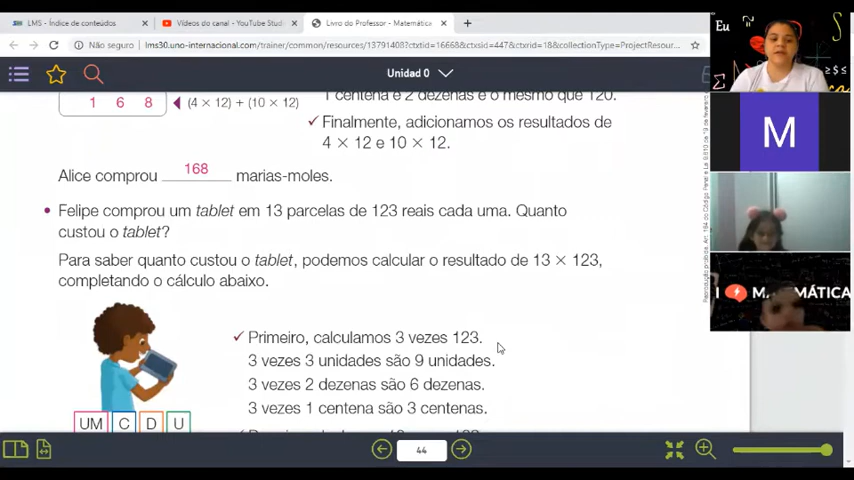 LMS - Índice de conteúdos
Vídeos do canal - YouTube Stud
Livro do Professor - Matemátic
Não seguro
lms30.uno-internacional.com/trainer/common/resources/13791408?ctxtid=16668&ctxsid=447&ctxrid=18&collectionType=ProjectResour...
Unidad 0
1 6 8 (4 × 12) + (10 × 12)
1 centena e 2 dezenas é o mesmo que 120.
✓ Finalmente, adicionamos os resultados de
4 × 12 e 10 × 12.
Alice comprou 168 marias-moles.
• Felipe comprou um tablet em 13 parcelas de 123 reais cada uma. Quanto
custou o tablet?
Para saber quanto custou o tablet, podemos calcular o resultado de 13 × 123,
completando o cálculo abaixo.
✓ Primeiro, calculamos 3 vezes 123.
3 vezes 3 unidades são 9 unidades.
3 vezes 2 dezenas são 6 dezenas.
3 vezes 1 centena são 3 centenas.
UM C D U
44
Eu
M
MAT�emÁTICA